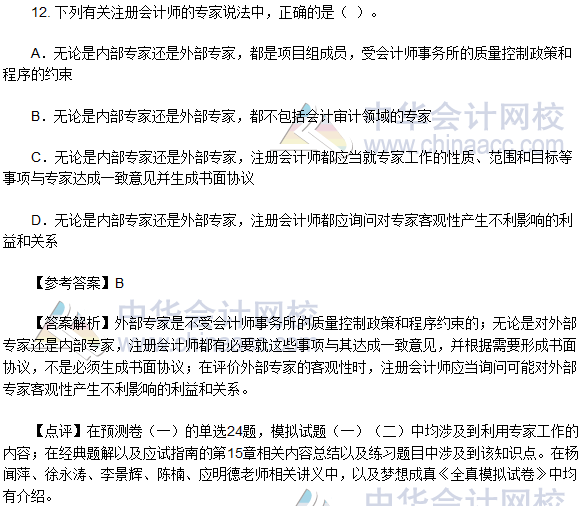 12. 下列有关注册会计师的专家说法中，正确的是（ ）。
A．无论是内部专家还是外部专家，都是项目组成员，受会计师事务所的质量控制政策和
程序的约束
B．无论是内部专家还是外部专家，都不包括会计审计领域的专家
C．无论是内部专家还是外部专家，注册会计师都应当就专家工作的性质、范围和目标等
事项与专家达成一致意见并生成书面协议
D．无论是内部专家还是外部专家，注册会计师都应询问对专家客观性产生不利影响的利
益和关系
【参考答案】B
【答案解析】外部专家是不受会计师事务所的质量控制政策和程序约束的；无论是对外部
专家还是内部专家，注册会计师都有必要就这些事项与其达成一致意见，并根据需要形成书面
协议，不是必须生成书面协议；在评价外部专家的客观性时，注册会计师应当询问可能对外部
专家客观性产生不利影响的利益和关系。
【点评】在预测卷（一）的单选24题，模拟试题（一）（二）中均涉及到利用专家工作的
内容；在经典题解以及应试指南的第15章相关内容总结以及练习题目中涉及到该知识点。在杨
闻萍、徐永涛、李景辉、陈楠、应明德老师相关讲义中，以及梦想成真《全真模拟试卷》中均
有介绍。
中华会计网校
www.chinaacc.com
中华会计网校
中华会计网校